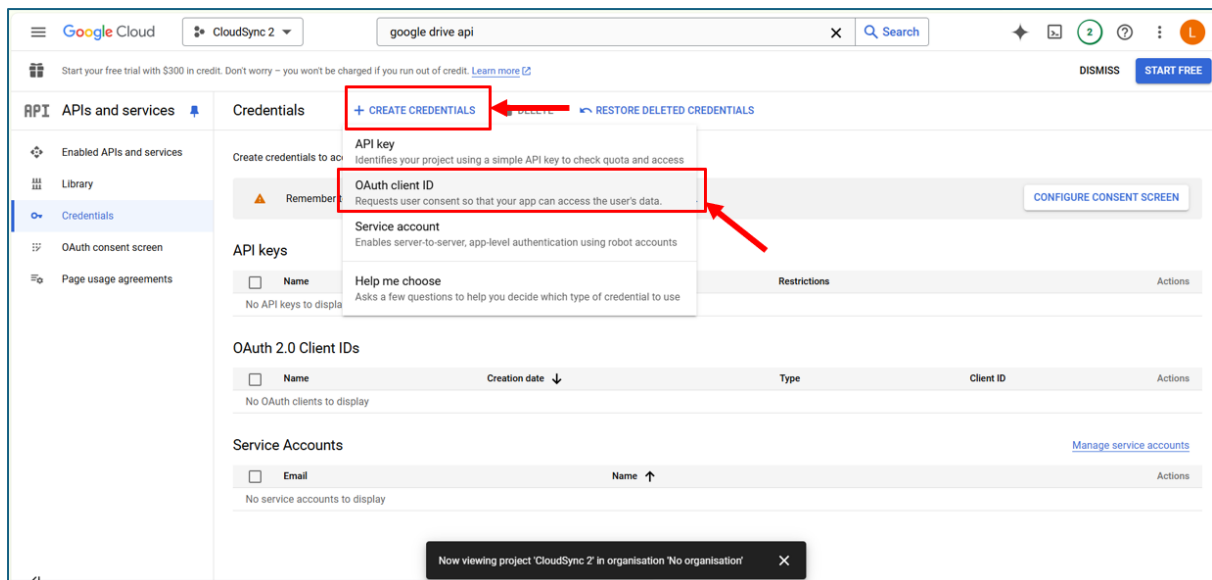 Google Cloud
CloudSync 2
google drive api
Search
2
L
Start your free trial with $300 in credit. Don't worry – you won't be charged if you run out of credit. Learn more
DISMISS
START FREE
API APIs and services
Credentials
+ CREATE CREDENTIALS
DELETE
RESTORE DELETED CREDENTIALS
Enabled APIs and services
Library
Credentials
OAuth consent screen
Page usage agreements
Create credentials to
API key
Identifies your project using a simple API key to check quota and access
Remember
OAuth client ID
Requests user consent so that your app can access the user's data.
CONFIGURE CONSENT SCREEN
Service account
Enables server-to-server, app-level authentication using robot accounts
Help me choose
Asks a few questions to help you decide which type of credential to use
API keys
Name
Restrictions
Actions
No API keys to displa
OAuth 2.0 Client IDs
Name
Creation date
Type
Client ID
Actions
No OAuth clients to display
Service Accounts
Manage service accounts
Email
Name
Actions
No service accounts to display
Now viewing project 'CloudSync 2' in organisation 'No organisation'